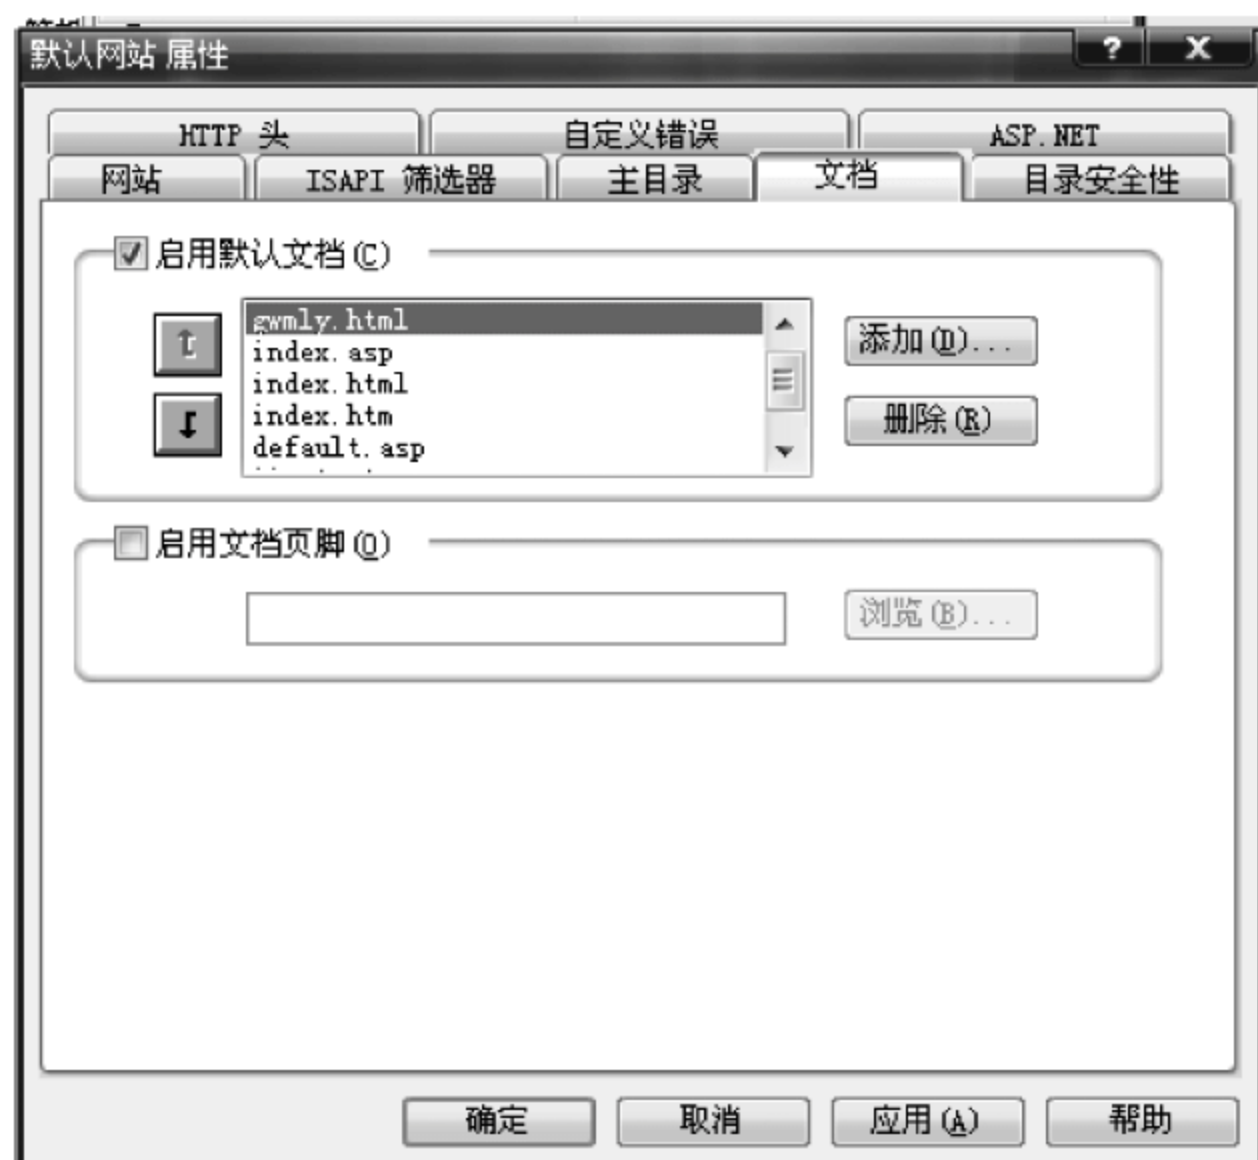 默认网站 属性
? X
HTTP 头 自定义错误 ASP.NET
网站 ISAPI 筛选器 主目录 文档 目录安全性
启用默认文档(C)
gwmly.html
index.asp
index.html
index.htm
default.asp
添加(D)...
删除(R)
启用文档页脚(O)
浏览(B)...
确定 取消 应用(A) 帮助